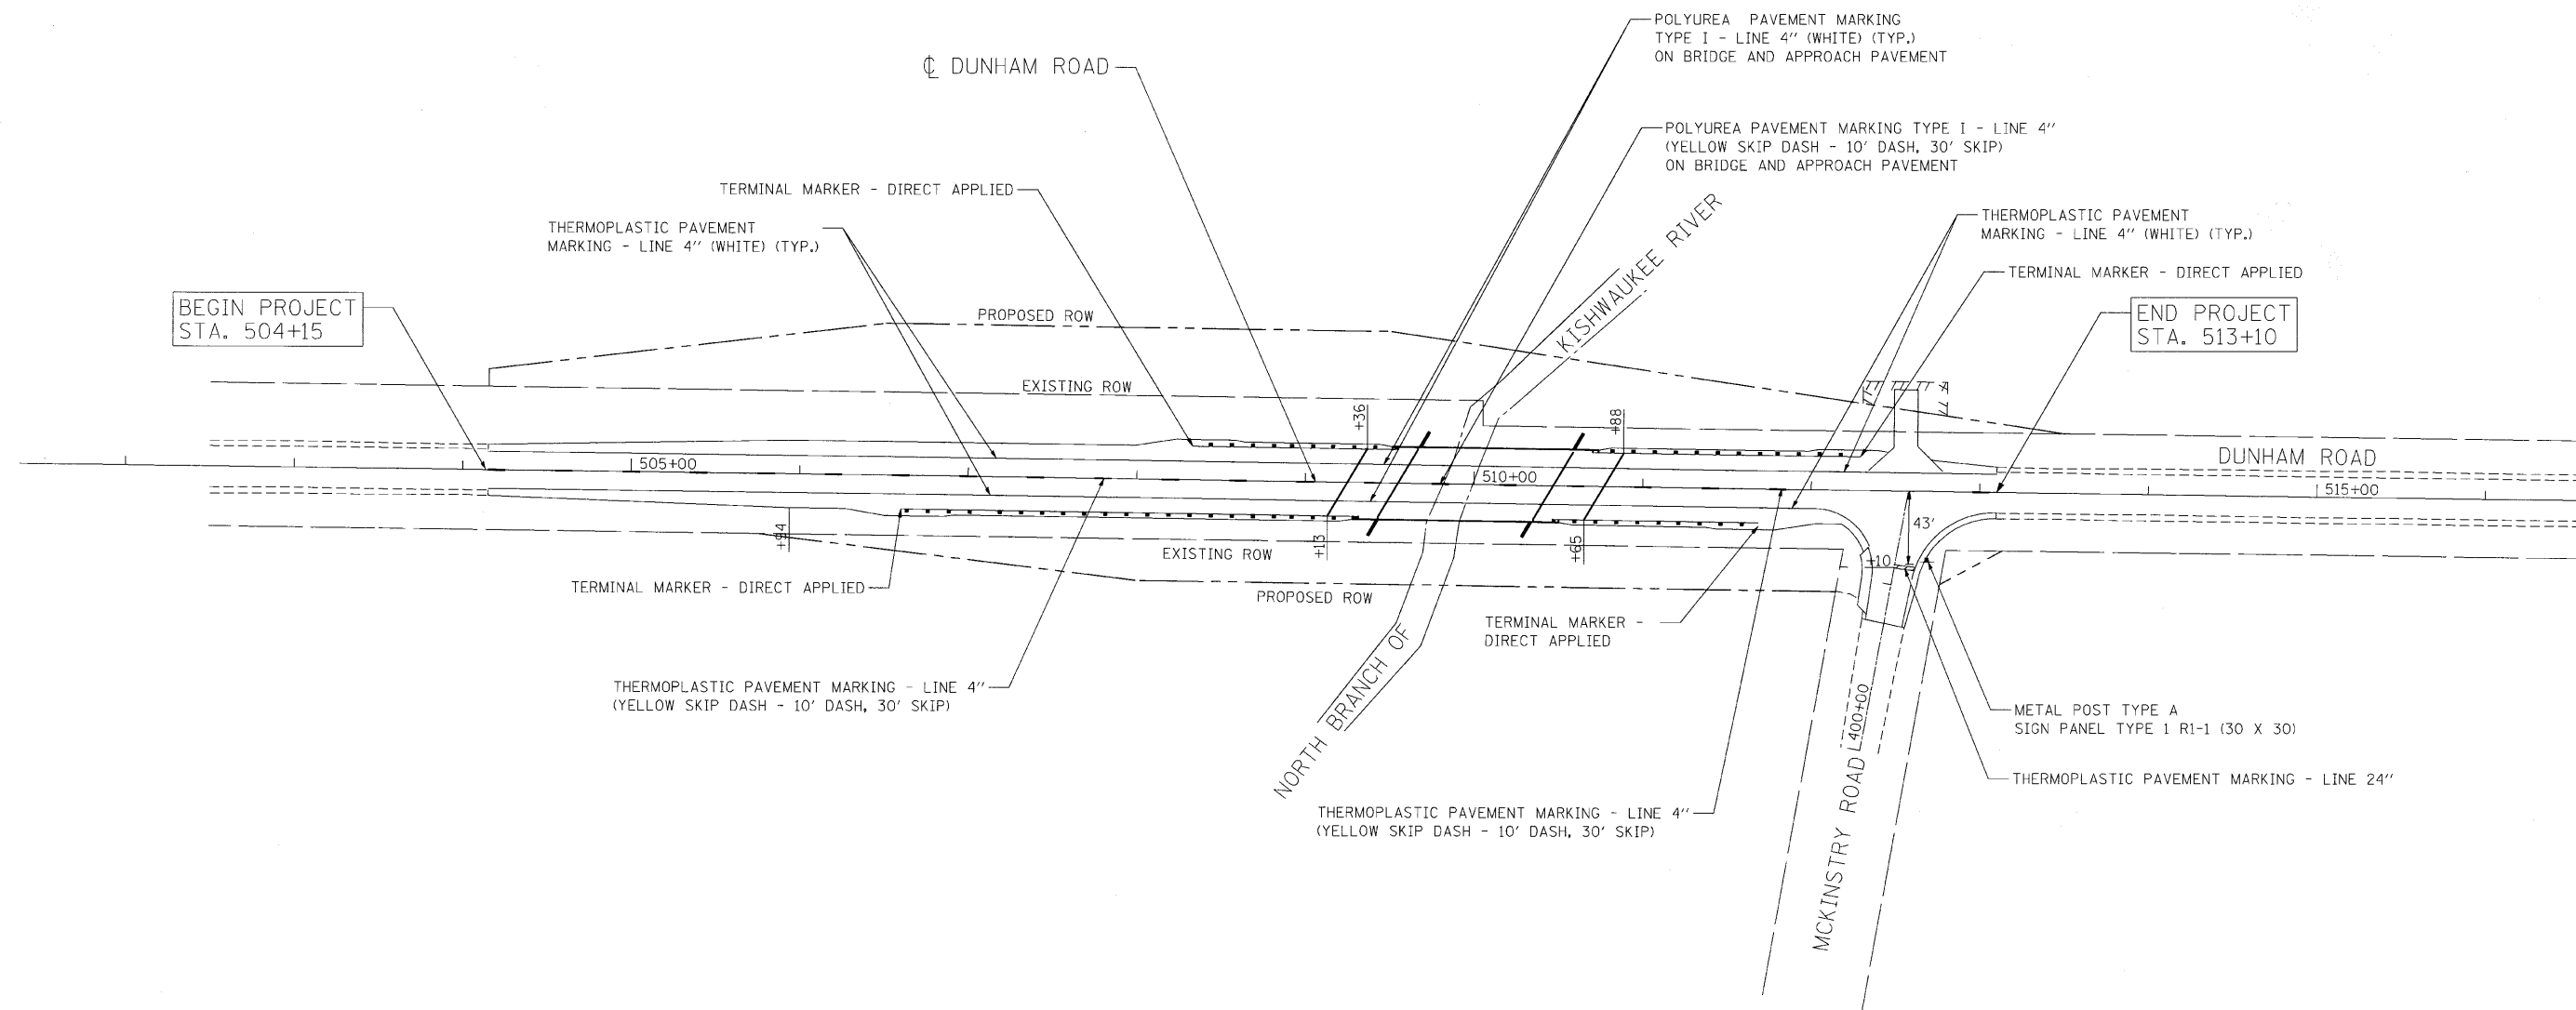 POLYUREA PAVEMENT MARKING
TYPE I - LINE 4" (WHITE) (TYP.)
ON BRIDGE AND APPROACH PAVEMENT
℄ DUNHAM ROAD
POLYUREA PAVEMENT MARKING TYPE I - LINE 4"
(YELLOW SKIP DASH - 10' DASH, 30' SKIP)
ON BRIDGE AND APPROACH PAVEMENT
TERMINAL MARKER - DIRECT APPLIED
THERMOPLASTIC PAVEMENT
MARKING - LINE 4" (WHITE) (TYP.)
THERMOPLASTIC PAVEMENT
MARKING - LINE 4" (WHITE) (TYP.)
TERMINAL MARKER - DIRECT APPLIED
BEGIN PROJECT
STA. 504+15
END PROJECT
STA. 513+10
PROPOSED ROW
KISHWAUKEE RIVER
EXISTING ROW
+36
+88
505+00
510+00
DUNHAM ROAD
515+00
+94
+13
+65
43'
EXISTING ROW
+10
TERMINAL MARKER - DIRECT APPLIED
PROPOSED ROW
TERMINAL MARKER -
DIRECT APPLIED
NORTH BRANCH OF
THERMOPLASTIC PAVEMENT MARKING - LINE 4"
(YELLOW SKIP DASH - 10' DASH, 30' SKIP)
METAL POST TYPE A
SIGN PANEL TYPE 1 R1-1 (30 X 30)
L400+00
MCKINSTRY ROAD
THERMOPLASTIC PAVEMENT MARKING - LINE 24"
THERMOPLASTIC PAVEMENT MARKING - LINE 4"
(YELLOW SKIP DASH - 10' DASH, 30' SKIP)